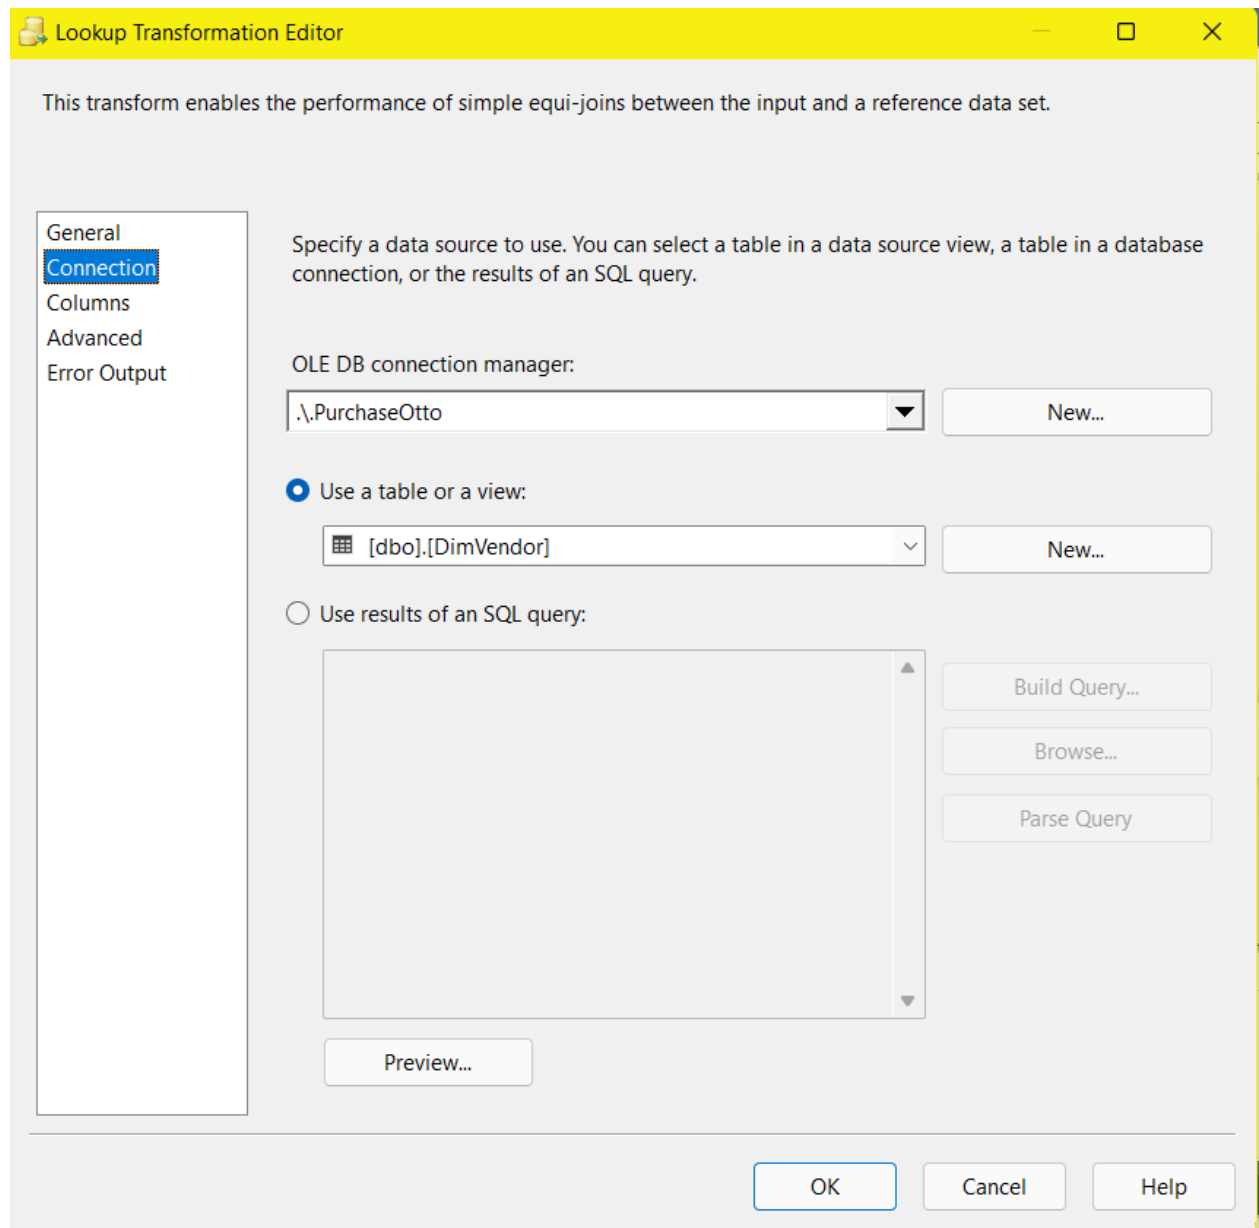 Lookup Transformation Editor
This transform enables the performance of simple equi-joins between the input and a reference data set.
General
Connection
Columns
Advanced
Error Output
Specify a data source to use. You can select a table in a data source view, a table in a database
connection, or the results of an SQL query.
OLE DB connection manager:
.\.PurchaseOtto
New...
Use a table or a view:
[dbo].[DimVendor]
New...
Use results of an SQL query:
Build Query...
Browse...
Parse Query
Preview...
OK
Cancel
Help